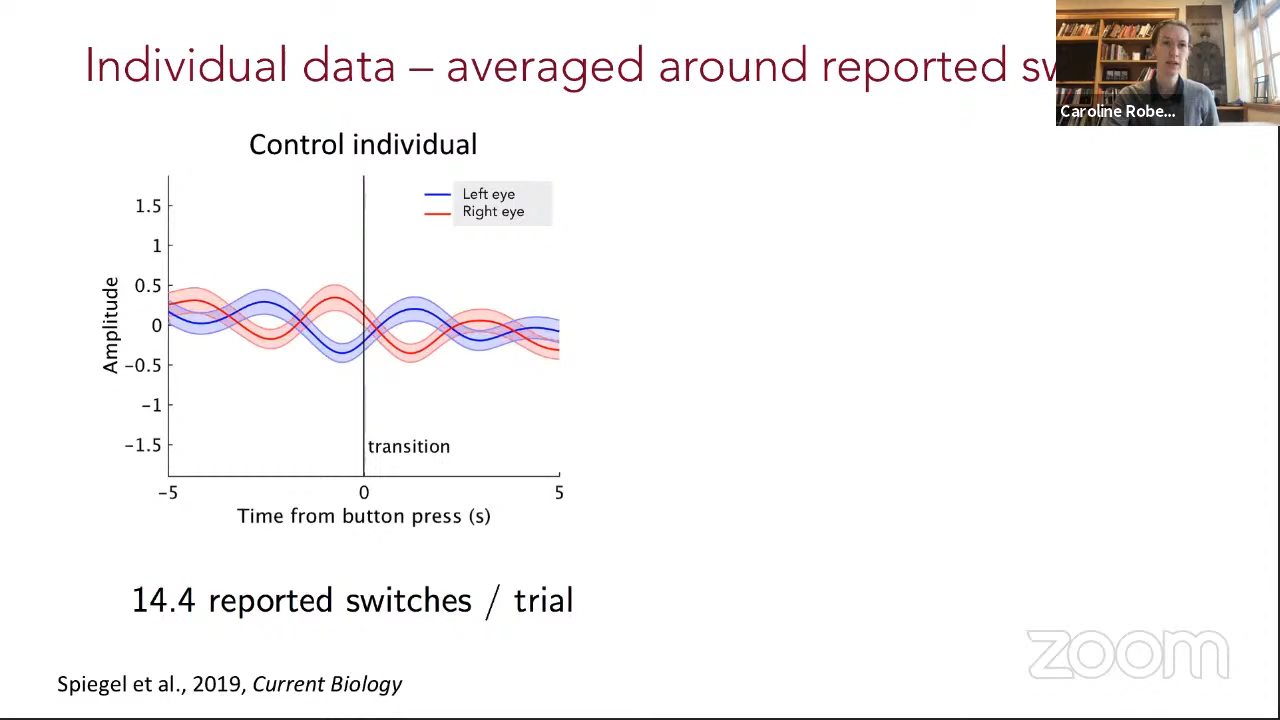 Individual data – averaged around reported
Caroline Robe...
Control individual
Left eye
Right eye
1.5
1
0.5
0
−0.5
−1
−1.5
Amplitude
transition
−5
0
5
Time from button press (s)
14.4 reported switches / trial
zoom
Spiegel et al., 2019, Current Biology